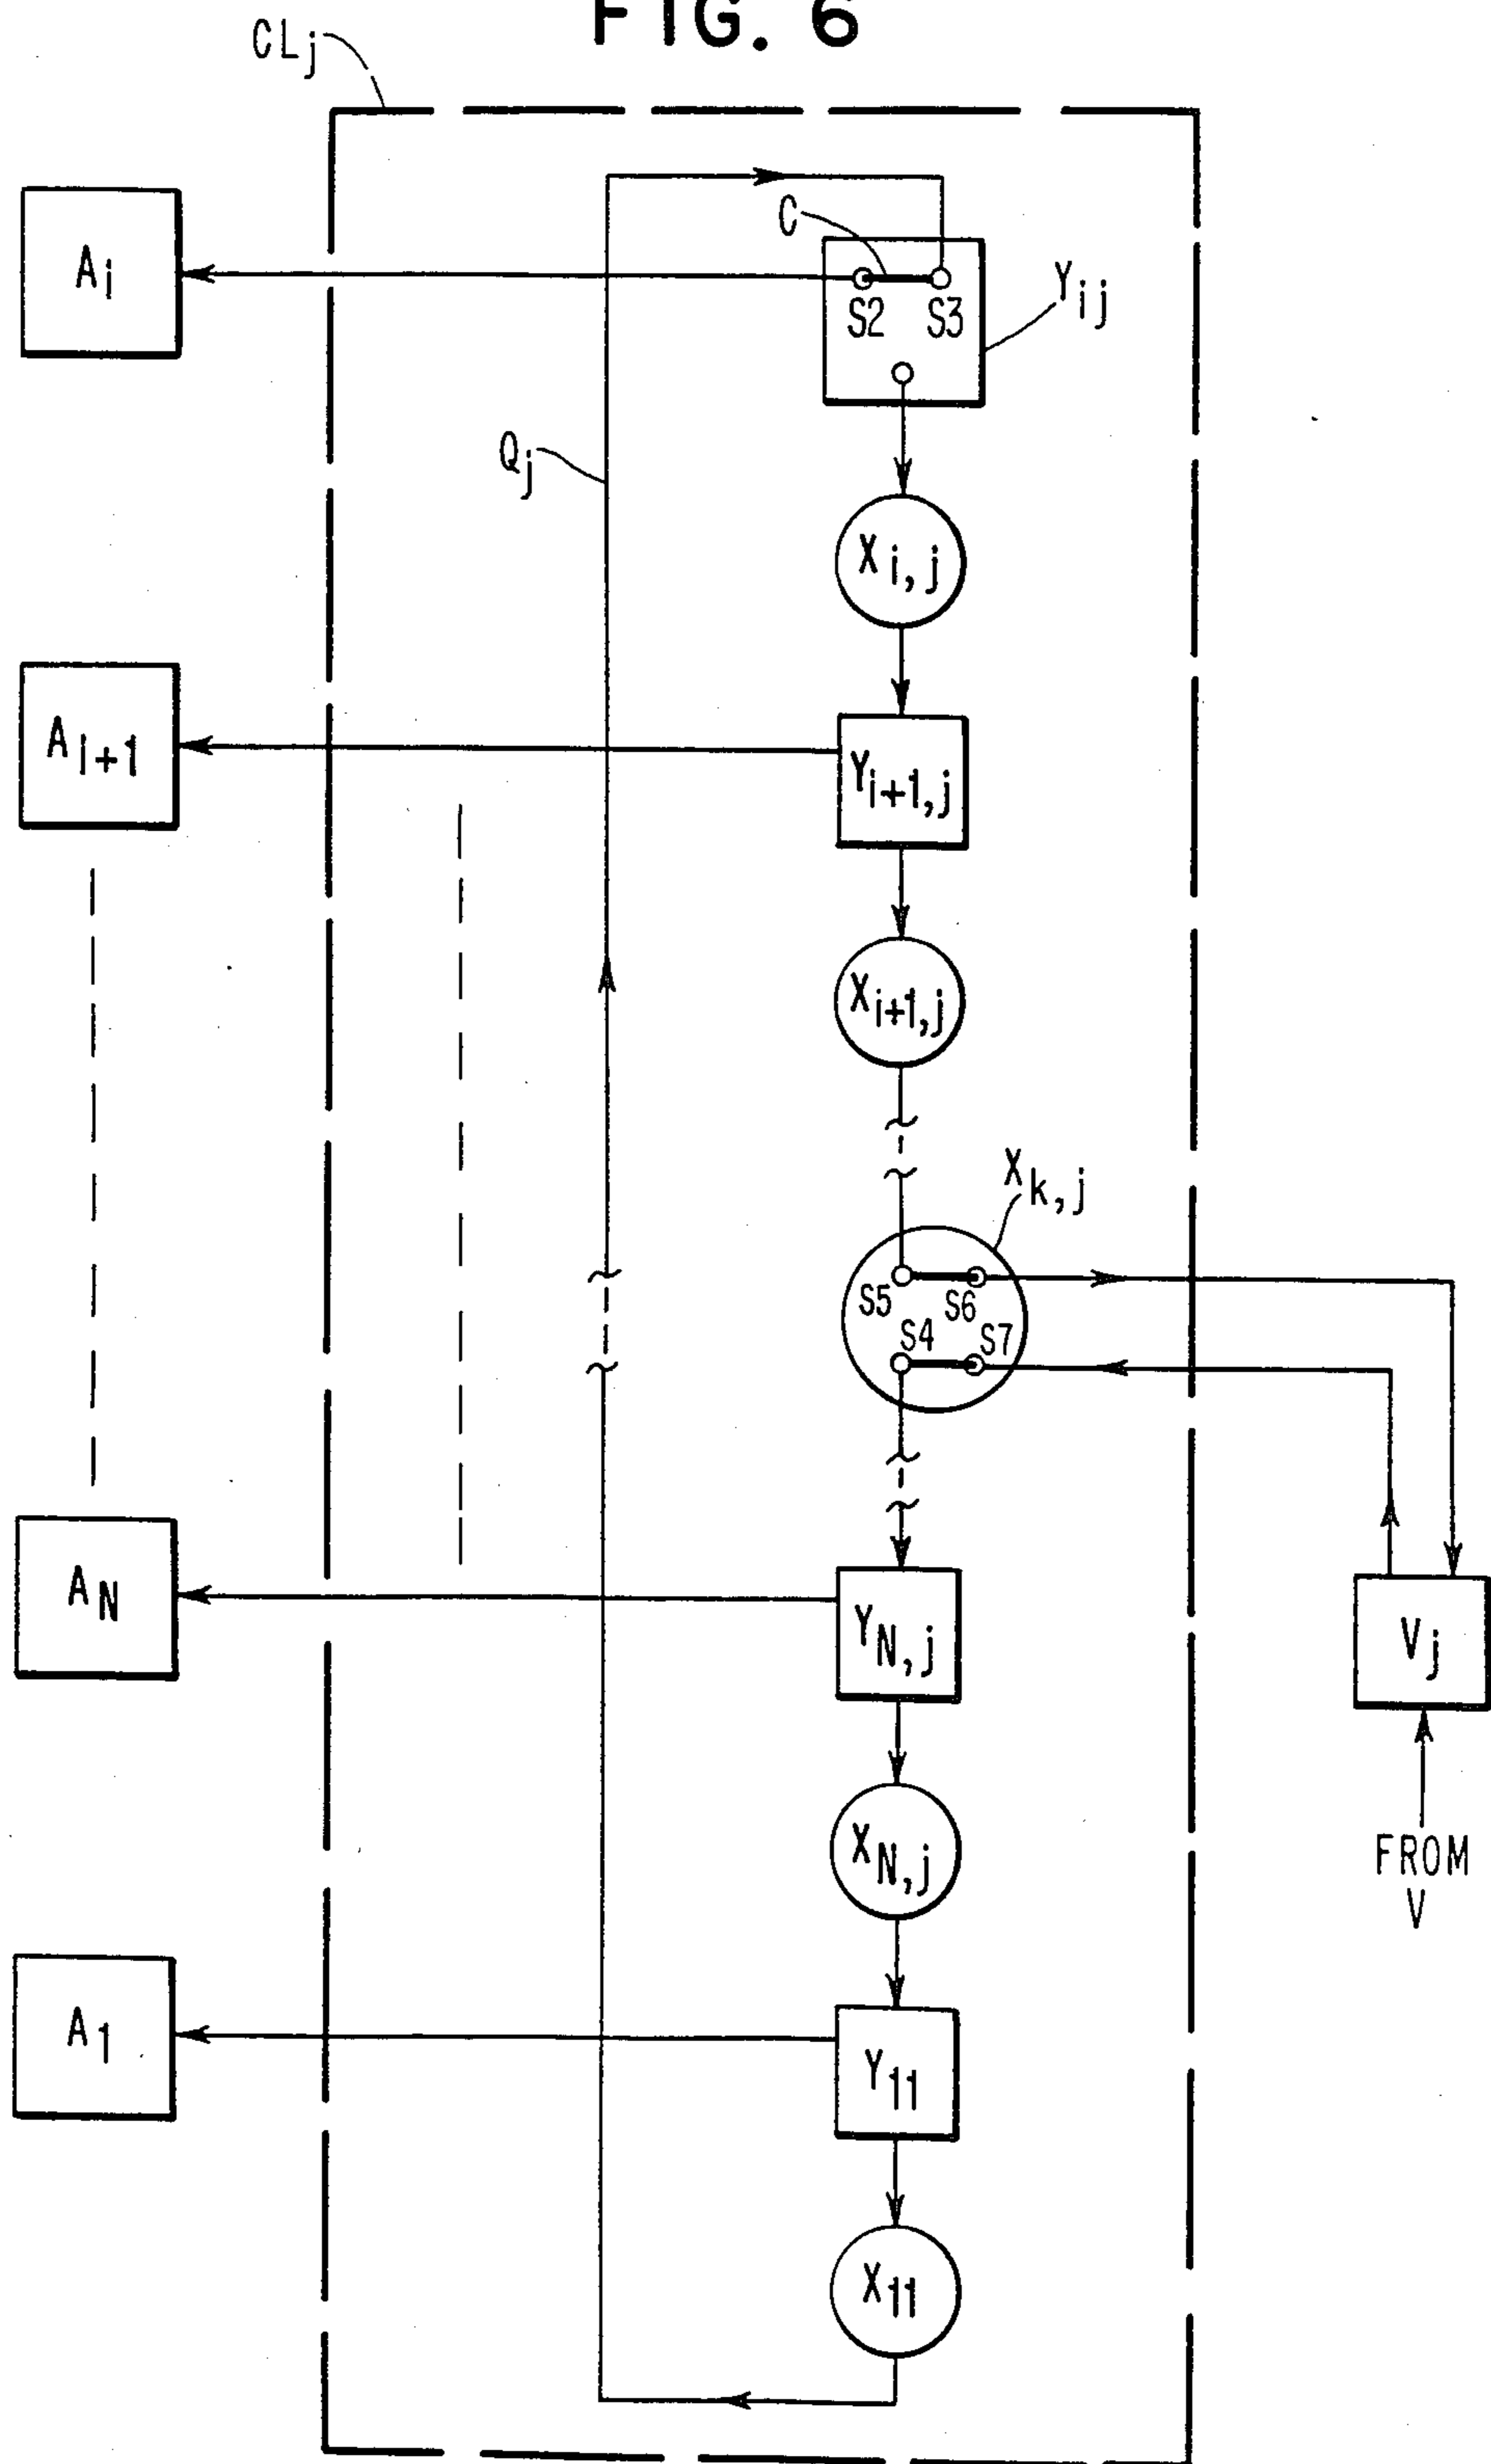 FIG. 6
CLj
Ai
C
S2 S3
Yij
Qj
Xi,j
Ai+1
Yi+1,j
Xi+1,j
Xk,j
S5 S6
S4 S7
AN
YN,j
Vj
XN,j
FROM
V
A1
Y11
X11